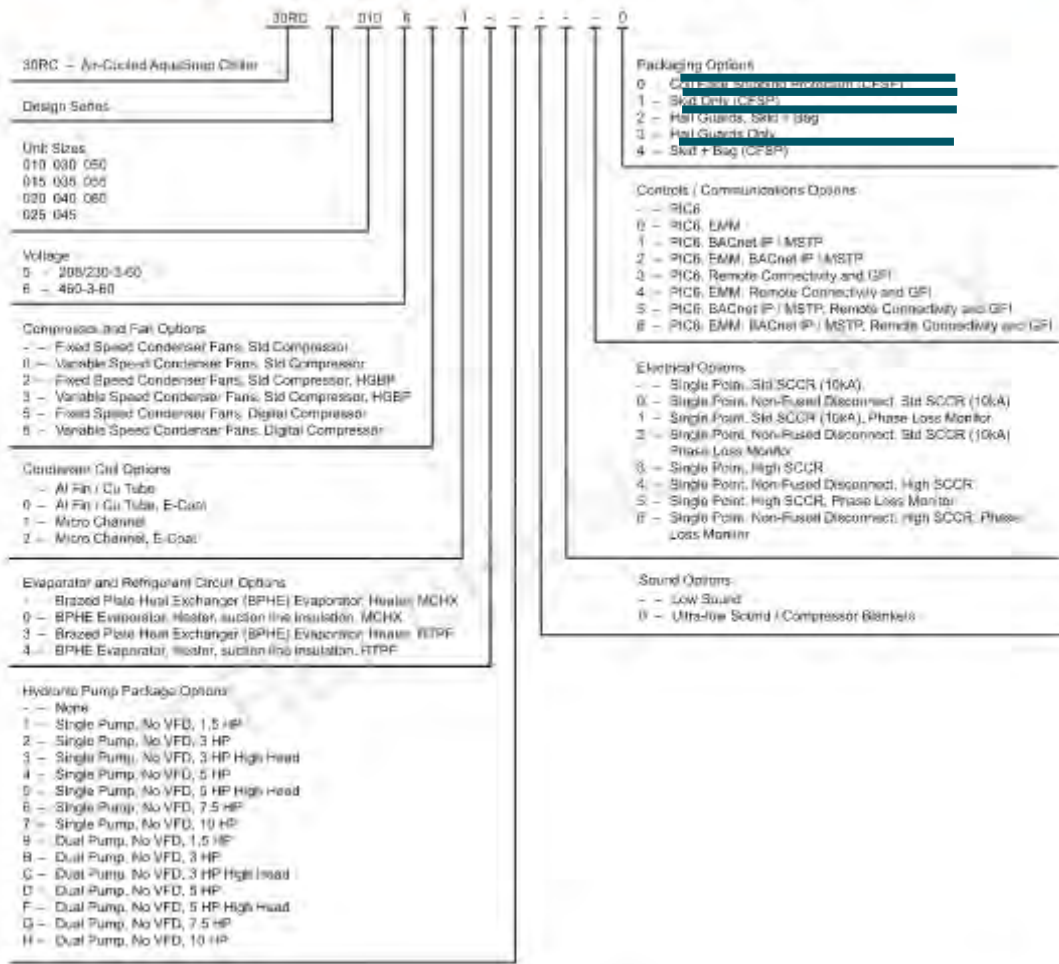 30RC - 010 6 - 1 - - - - - 0
30RC – Air-Cooled AquaSnap Chiller
Design Series
Unit Sizes
010 030 050
015 035 055
020 040 060
025 045
Voltage
5 – 208/230-3-60
6 – 460-3-60
Compressor and Fan Options
- – Fixed Speed Condenser Fans, Std Compressor
0 – Variable Speed Condenser Fans, Std Compressor
2 – Fixed Speed Condenser Fans, Std Compressor, HGBP
3 – Variable Speed Condenser Fans, Std Compressor, HGBP
5 – Fixed Speed Condenser Fans, Digital Compressor
6 – Variable Speed Condenser Fans, Digital Compressor
Condenser Coil Options
- Al Fin / Cu Tube
0 – Al Fin / Cu Tube, E-Coat
1 – Micro Channel
2 – Micro Channel, E-Coat
Evaporator and Refrigerant Circuit Options
- Brazed Plate Heat Exchanger (BPHE) Evaporator, Heater, MCHX
0 – BPHE Evaporator, Heater, suction line insulation, MCHX
3 – Brazed Plate Heat Exchanger (BPHE) Evaporator, Heater, RTPF
4 – BPHE Evaporator, Heater, suction line insulation, RTPF
Hydronic Pump Package Options
- – None
1 – Single Pump, No VFD, 1.5 HP
2 – Single Pump, No VFD, 3 HP
3 – Single Pump, No VFD, 3 HP High Head
4 – Single Pump, No VFD, 5 HP
5 – Single Pump, No VFD, 5 HP High Head
6 – Single Pump, No VFD, 7.5 HP
7 – Single Pump, No VFD, 10 HP
– Dual Pump, No VFD, 1.5 HP
B – Dual Pump, No VFD, 3 HP
C – Dual Pump, No VFD, 3 HP High Head
D Dual Pump, No VFD, 5 HP
F – Dual Pump, No VFD, 5 HP High Head
G – Dual Pump, No VFD, 7.5 HP
H – Dual Pump, No VFD, 10 HP
Packaging Options
0 - Coil Face Shipping Protection (CFSP)
1 – Skid Only (CFSP)
2 – Hail Guards, Skid + Bag
3 – Hail Guards Only
4 – Skid + Bag (CFSP)
Controls / Communications Options
- – PIC6
0 – PIC6, EMM
1 – PIC6, BACnet IP / MSTP
2 – PIC6, EMM, BACnet IP / MSTP
3 – PIC6, Remote Connectivity and GFI
4 – PIC6, EMM, Remote Connectivity and GFI
5 – PIC6, BACnet IP / MSTP, Remote Connectivity and GFI
6 – PIC6, EMM, BACnet IP / MSTP, Remote Connectivity and GFI
Electrical Options
- – Single Point, Std SCCR (10kA)
0 – Single Point, Non-Fused Disconnect, Std SCCR (10kA)
1 – Single Point, Std SCCR (10kA), Phase Loss Monitor
2 – Single Point, Non-Fused Disconnect, Std SCCR (10kA)
Phase Loss Monitor
3 – Single Point, High SCCR
4 – Single Point, Non-Fused Disconnect, High SCCR
5 – Single Point, High SCCR, Phase Loss Monitor
6 – Single Point, Non-Fused Disconnect, High SCCR, Phase
Loss Monitor
Sound Options
- – Low Sound
0 – Ultra-low Sound / Compressor Blankets